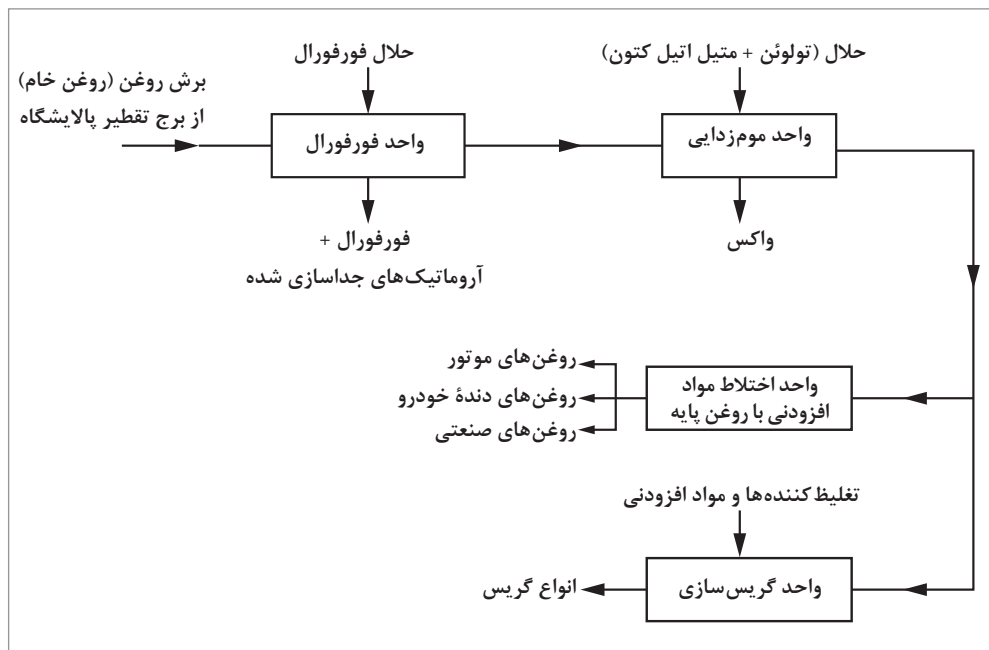 حلال فورفورال
حلال (تولوئن + متیل اتیل کتون)
برش روغن (روغن خام)
از برج تقطیر پالایشگاه
واحد فورفورال
واحد موم‌زدایی
فورفورال +
آروماتیک‌های جداسازی شده
واکس
روغن‌های موتور
روغن‌های دندهٔ خودرو
روغن‌های صنعتی
واحد اختلاط مواد
افزودنی با روغن پایه
تغلیظ کننده‌ها و مواد افزودنی
واحد گریس‌سازی
انواع گریس